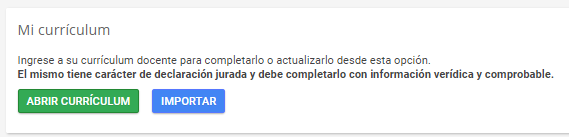 Mi currículum
Ingrese a su currículum docente para completarlo o actualizarlo desde esta opción.
El mismo tiene carácter de declaración jurada y debe completarlo con información verídica y comprobable.
ABRIR CURRÍCULUM IMPORTAR